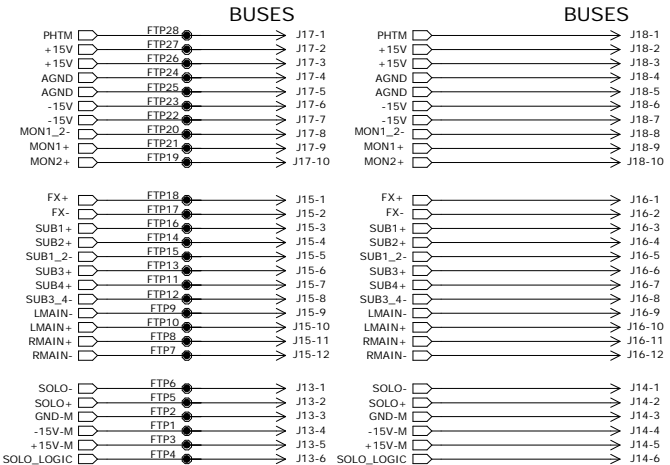 BUSES BUSES
PHTM FTP28 J17-1 PHTM J18-1
+15V FTP27 J17-2 +15V J18-2
+15V FTP26 J17-3 +15V J18-3
AGND FTP24 J17-4 AGND J18-4
AGND FTP25 J17-5 AGND J18-5
-15V FTP23 J17-6 -15V J18-6
-15V FTP22 J17-7 -15V J18-7
MON1_2- FTP20 J17-8 MON1_2- J18-8
MON1+ FTP21 J17-9 MON1+ J18-9
MON2+ FTP19 J17-10 MON2+ J18-10
FX+ FTP18 J15-1 FX+ J16-1
FX- FTP17 J15-2 FX- J16-2
SUB1+ FTP16 J15-3 SUB1+ J16-3
SUB2+ FTP14 J15-4 SUB2+ J16-4
SUB1_2- FTP15 J15-5 SUB1_2- J16-5
SUB3+ FTP13 J15-6 SUB3+ J16-6
SUB4+ FTP11 J15-7 SUB4+ J16-7
SUB3_4- FTP12 J15-8 SUB3_4- J16-8
LMAIN- FTP9 J15-9 LMAIN- J16-9
LMAIN+ FTP10 J15-10 LMAIN+ J16-10
RMAIN+ FTP8 J15-11 RMAIN+ J16-11
RMAIN- FTP7 J15-12 RMAIN- J16-12
SOLO- FTP6 J13-1 SOLO- J14-1
SOLO+ FTP5 J13-2 SOLO+ J14-2
GND-M FTP2 J13-3 GND-M J14-3
-15V-M FTP1 J13-4 -15V-M J14-4
+15V-M FTP3 J13-5 +15V-M J14-5
SOLO_LOGIC FTP4 J13-6 SOLO_LOGIC J14-6